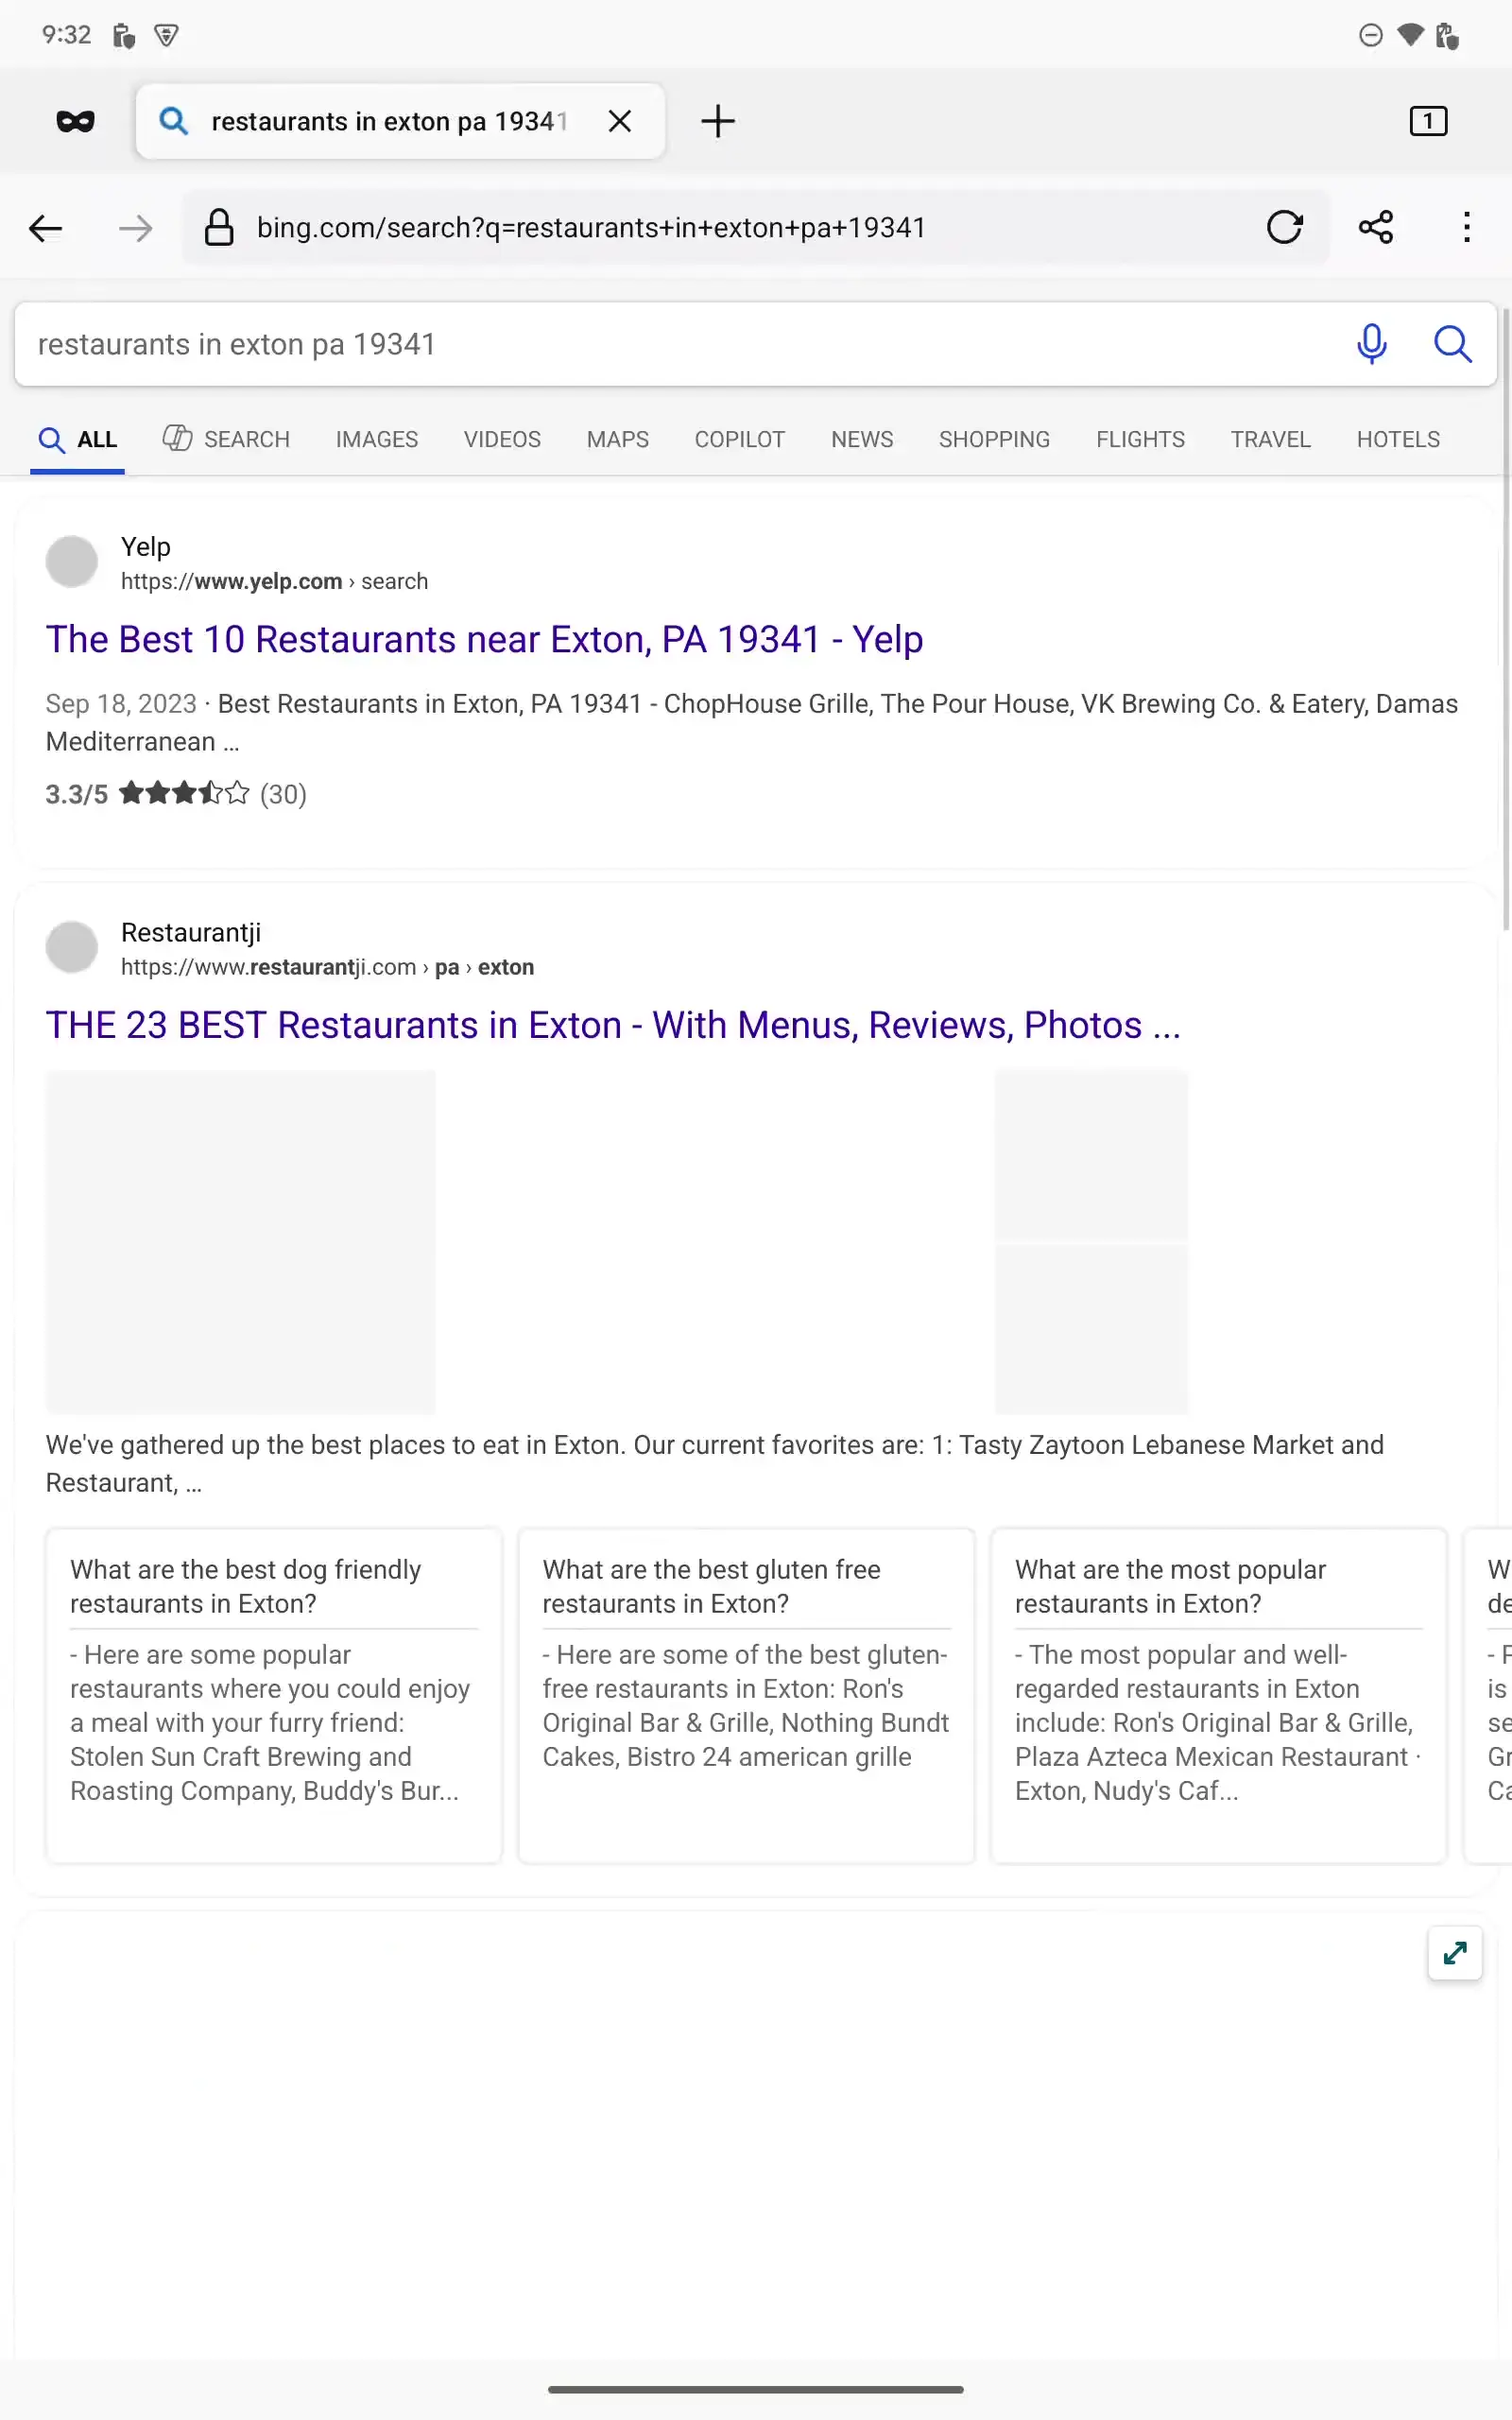 9:32
restaurants in exton pa 19341
1
bing.com/search?q=restaurants+in+exton+pa+19341
restaurants in exton pa 19341
ALL SEARCH IMAGES VIDEOS MAPS COPILOT NEWS SHOPPING FLIGHTS TRAVEL HOTELS
Yelp
https://www.yelp.com › search
The Best 10 Restaurants near Exton, PA 19341 - Yelp
Sep 18, 2023 · Best Restaurants in Exton, PA 19341 - ChopHouse Grille, The Pour House, VK Brewing Co. & Eatery, Damas
Mediterranean ...
3.3/5 (30)
Restaurantji
https://www.restaurantji.com › pa › exton
THE 23 BEST Restaurants in Exton - With Menus, Reviews, Photos ...
We've gathered up the best places to eat in Exton. Our current favorites are: 1: Tasty Zaytoon Lebanese Market and
Restaurant, ...
What are the best dog friendly
restaurants in Exton?
- Here are some popular
restaurants where you could enjoy
a meal with your furry friend:
Stolen Sun Craft Brewing and
Roasting Company, Buddy's Bur...
What are the best gluten free
restaurants in Exton?
- Here are some of the best gluten-
free restaurants in Exton: Ron's
Original Bar & Grille, Nothing Bundt
Cakes, Bistro 24 american grille
What are the most popular
restaurants in Exton?
- The most popular and well-
regarded restaurants in Exton
include: Ron's Original Bar & Grille,
Plaza Azteca Mexican Restaurant ·
Exton, Nudy's Caf...